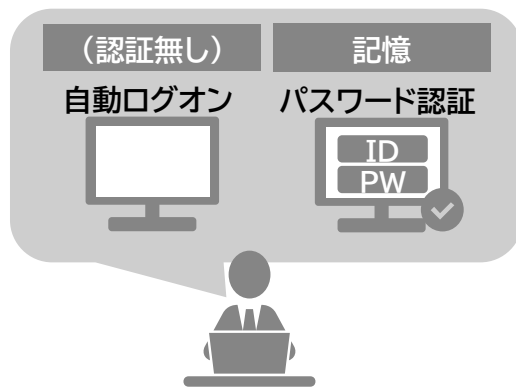 （認証無し）
記憶
自動ログオン
パスワード認証
ID
PW